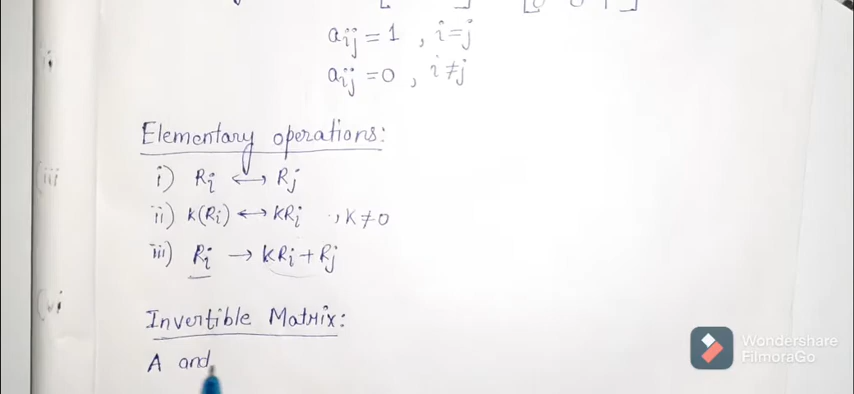 aij = 1 , i=j
aij = 0 , i≠j
Elementary operations:
i) Ri ↔ Rj
ii) K(Ri) ↔ KRi , K≠0
iii) Ri → KRi + Rj
Invertible Matrix:
A and
Wondershare
FilmoraGo